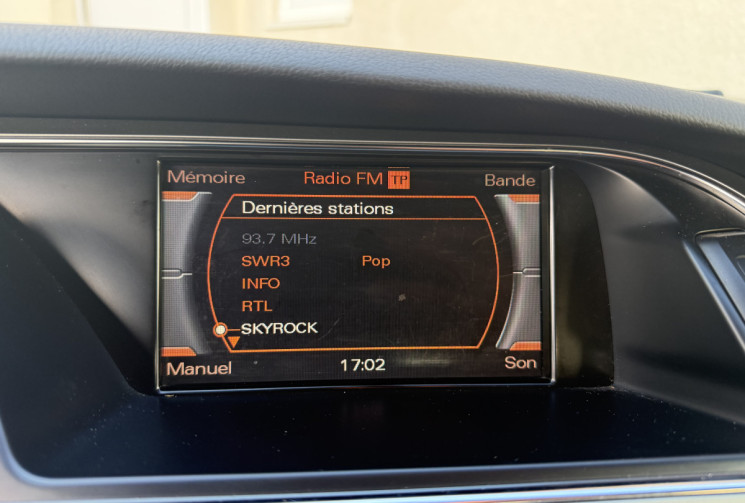 Mémoire Radio FM TP Bande
Dernières stations
93.7 MHz
SWR3 Pop
INFO
RTL
SKYROCK
Manuel 17:02 Son